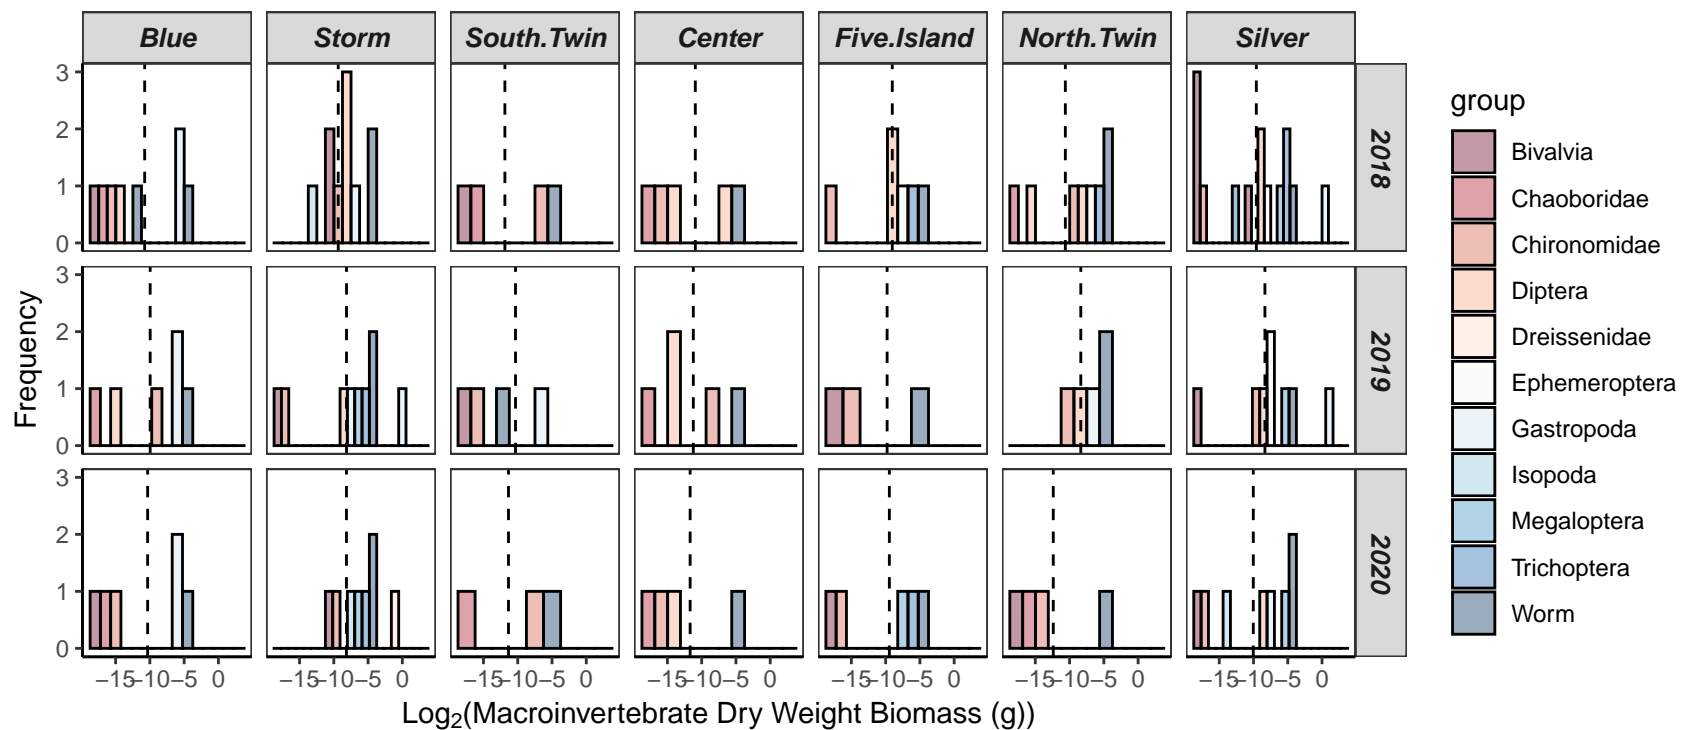 Blue Storm South.Twin Center Five.Island North.Twin Silver
3
2
1
0
2018
3
2
1
0
2019
3
2
1
0
2020
Frequency
−15 −10 −5 0 −15 −10 −5 0 −15 −10 −5 0 −15 −10 −5 0 −15 −10 −5 0 −15 −10 −5 0 −15 −10 −5 0
Log₂(Macroinvertebrate Dry Weight Biomass (g))
group
Bivalvia
Chaoboridae
Chironomidae
Diptera
Dreissenidae
Ephemeroptera
Gastropoda
Isopoda
Megaloptera
Trichoptera
Worm